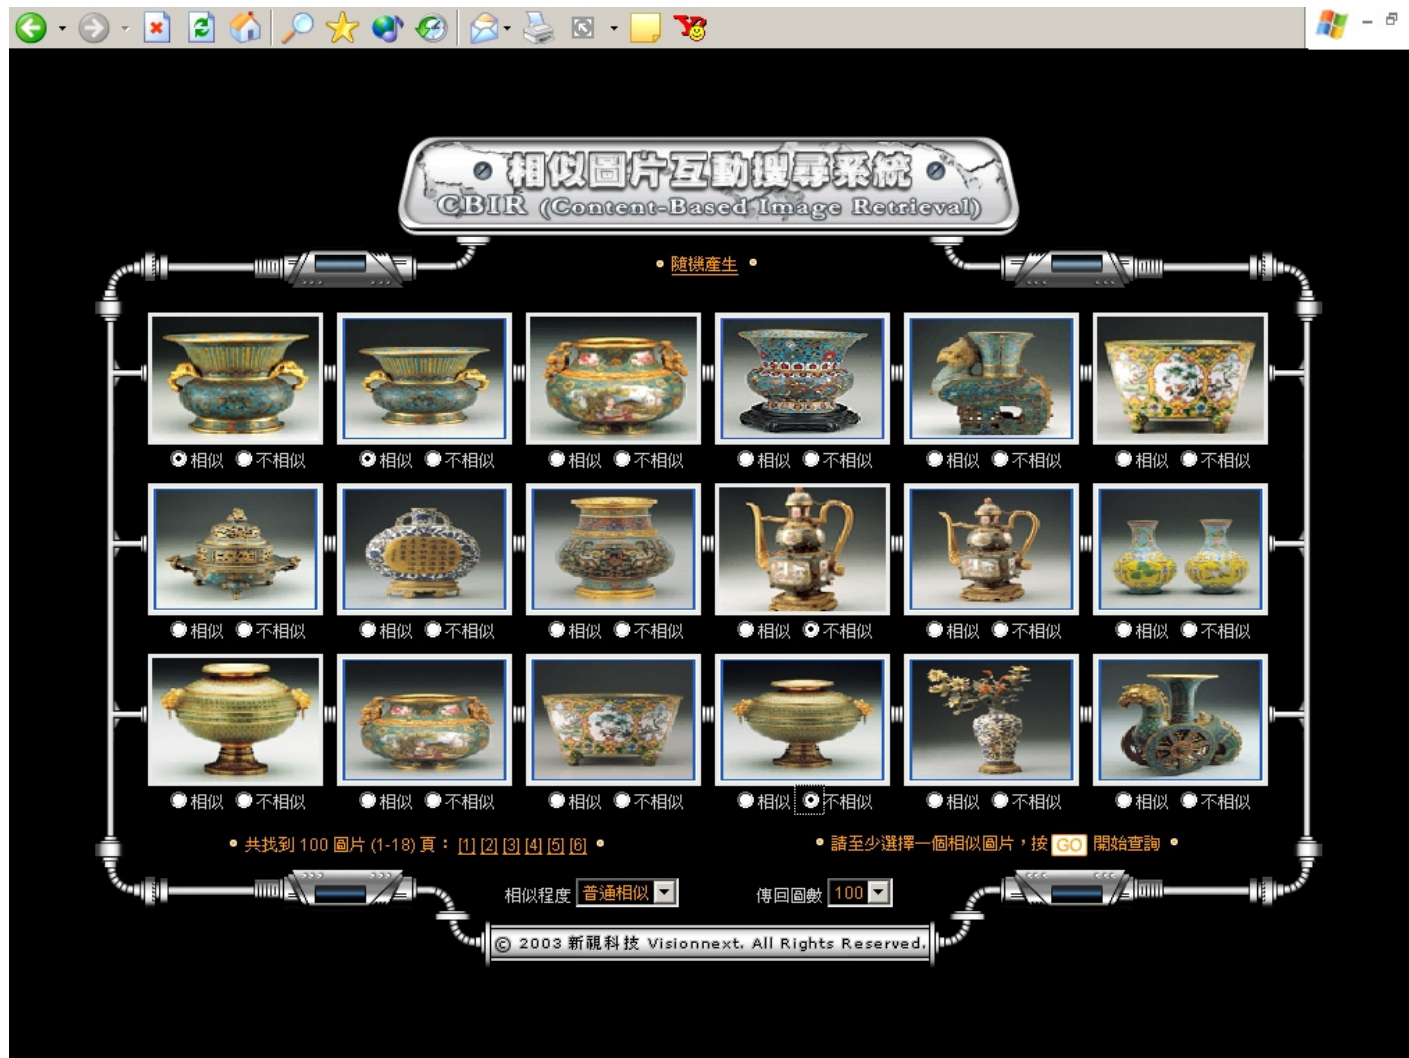 相似圖片互動搜尋系統
CBIR (Content-Based Image Retrieval)
隨機產生
相似 不相似 相似 不相似 相似 不相似 相似 不相似 相似 不相似 相似 不相似
相似 不相似 相似 不相似 相似 不相似 相似 不相似 相似 不相似 相似 不相似
相似 不相似 相似 不相似 相似 不相似 相似 不相似 相似 不相似 相似 不相似
共找到 100 圖片 (1-18) 頁： [1] [2] [3] [4] [5] [6] 請至少選擇一個相似圖片，按 GO 開始查詢
相似程度 普通相似 傳回圖數 100
© 2003 新視科技 Visionnext. All Rights Reserved.